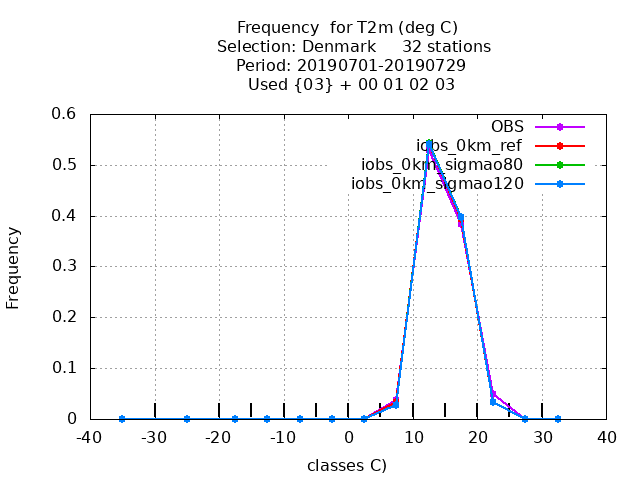 Frequency  for T2m (deg C)
Selection: Denmark     32 stations
Period: 20190701-20190729
Used {03} + 00 01 02 03
OBS
iobs_0km_ref
iobs_0km_sigmao80
iobs_0km_sigmao120
0.6
0.5
0.4
0.3
0.2
0.1
0
Frequency
-40 -30 -20 -10 0 10 20 30 40
classes C)